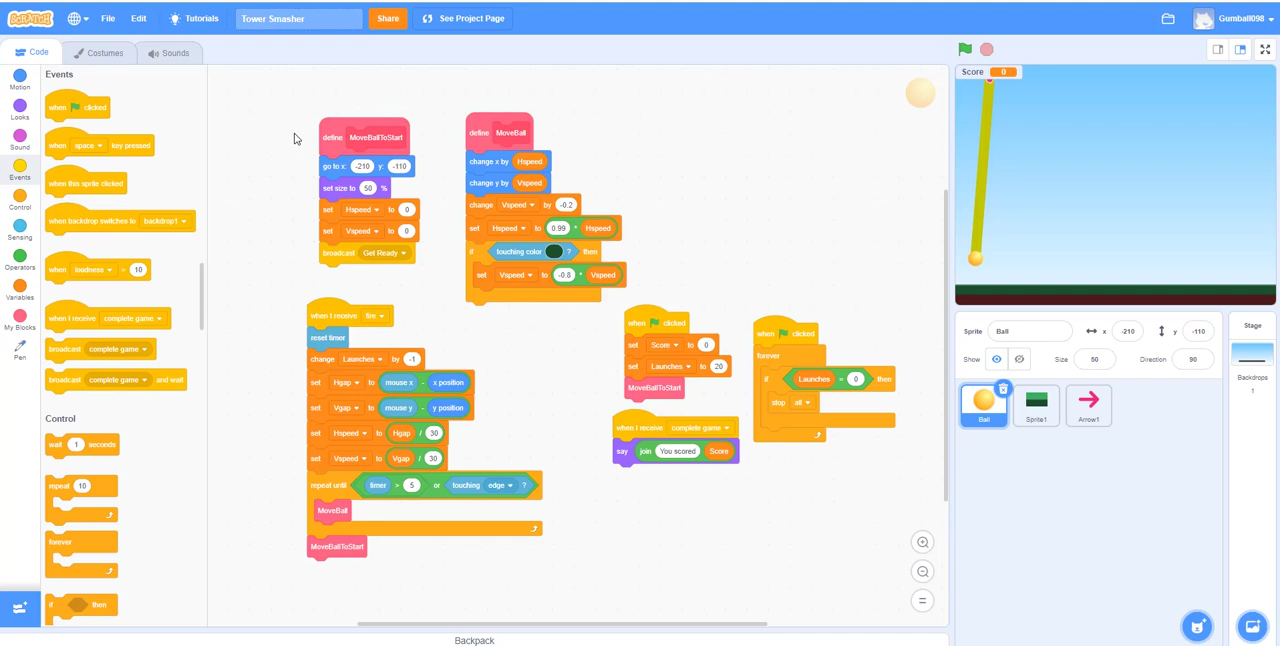 SCRATCH File Edit Tutorials Tower Smasher Share See Project Page Gumball098
Code Costumes Sounds
Motion
Looks
Sound
Events
Control
Sensing
Operators
Variables
My Blocks
Pen
Events
when clicked
when space key pressed
when this sprite clicked
when backdrop switches to backdrop1
when loudness > 10
when I receive complete game
broadcast complete game
broadcast complete game and wait
Control
wait 1 seconds
repeat 10
forever
if then
define MoveBallToStart
go to x: -210 y: -110
set size to 50 %
set Hspeed to 0
set Vspeed to 0
broadcast Get Ready
define MoveBall
change x by Hspeed
change y by Vspeed
change Vspeed by -0.2
set Hspeed to 0.99 * Hspeed
if touching color ? then
set Vspeed to -0.8 * Vspeed
when I receive fire
reset timer
change Launches by -1
set Hgap to mouse x - x position
set Vgap to mouse y - y position
set Hspeed to Hgap / 30
set Vspeed to Vgap / 30
repeat until timer > 5 or touching edge ?
MoveBall
MoveBallToStart
when clicked
set Score to 0
set Launches to 20
MoveBallToStart
when I receive complete game
say join You scored Score
when clicked
forever
if Launches = 0 then
stop all
Score 0
Sprite Ball x -210 y -110
Show Size 50 Direction 90
Ball Sprite1 Arrow1
Stage
Backdrops
1
Backpack